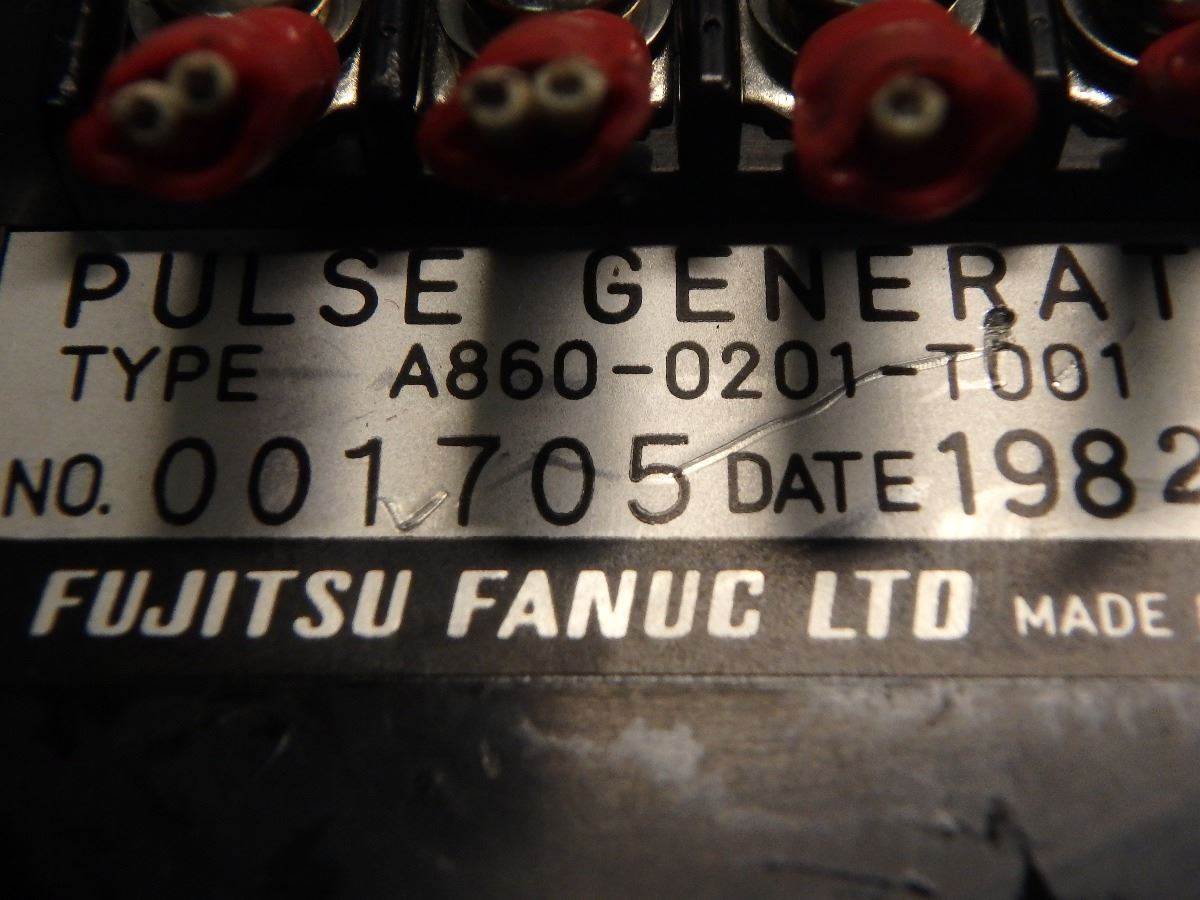 PULSE GENERAT
TYPE A860-0201-T001
NO. 001705 DATE 1982
FUJITSU FANUC LTD MADE